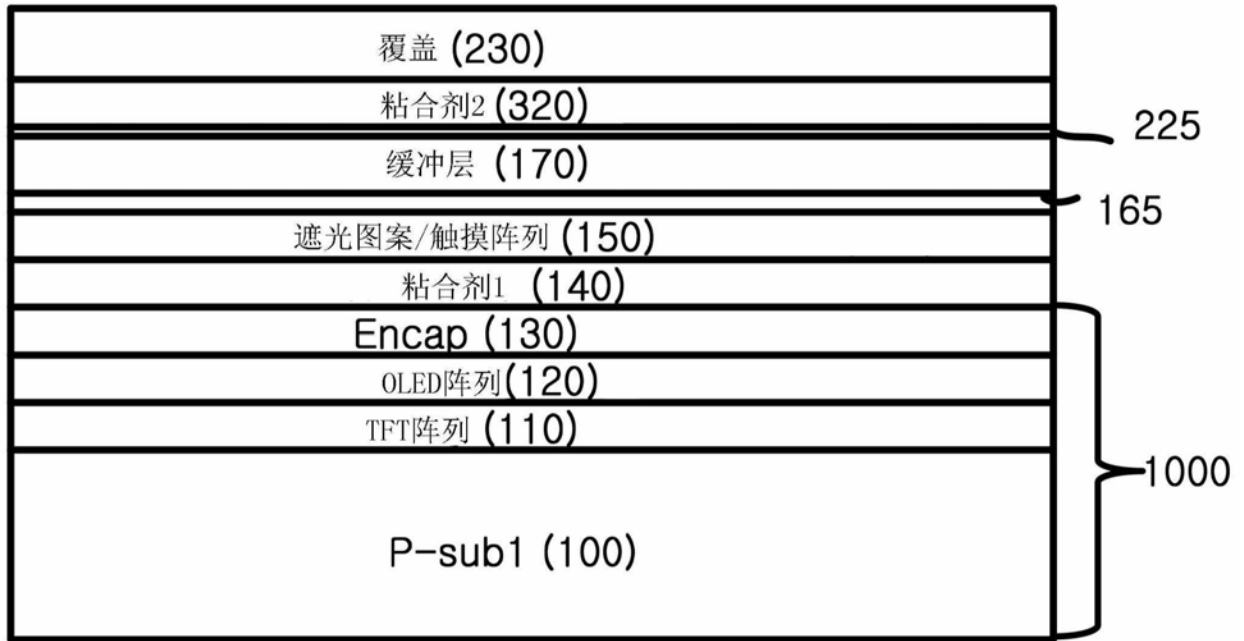 覆盖 (230)
粘合剂2 (320)
225
缓冲层 (170)
165
遮光图案/触摸阵列 (150)
粘合剂1 (140)
Encap (130)
OLED阵列(120)
TFT阵列 (110)
1000
P-sub1 (100)